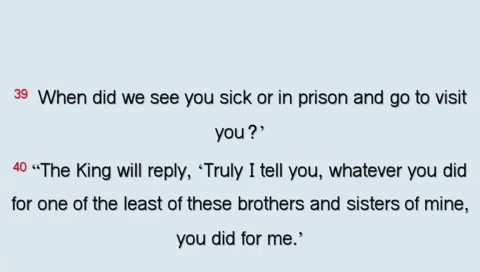 39 When did we see you sick or in prison and go to visit
you?’
40 “The King will reply, ‘Truly I tell you, whatever you did
for one of the least of these brothers and sisters of mine,
you did for me.’